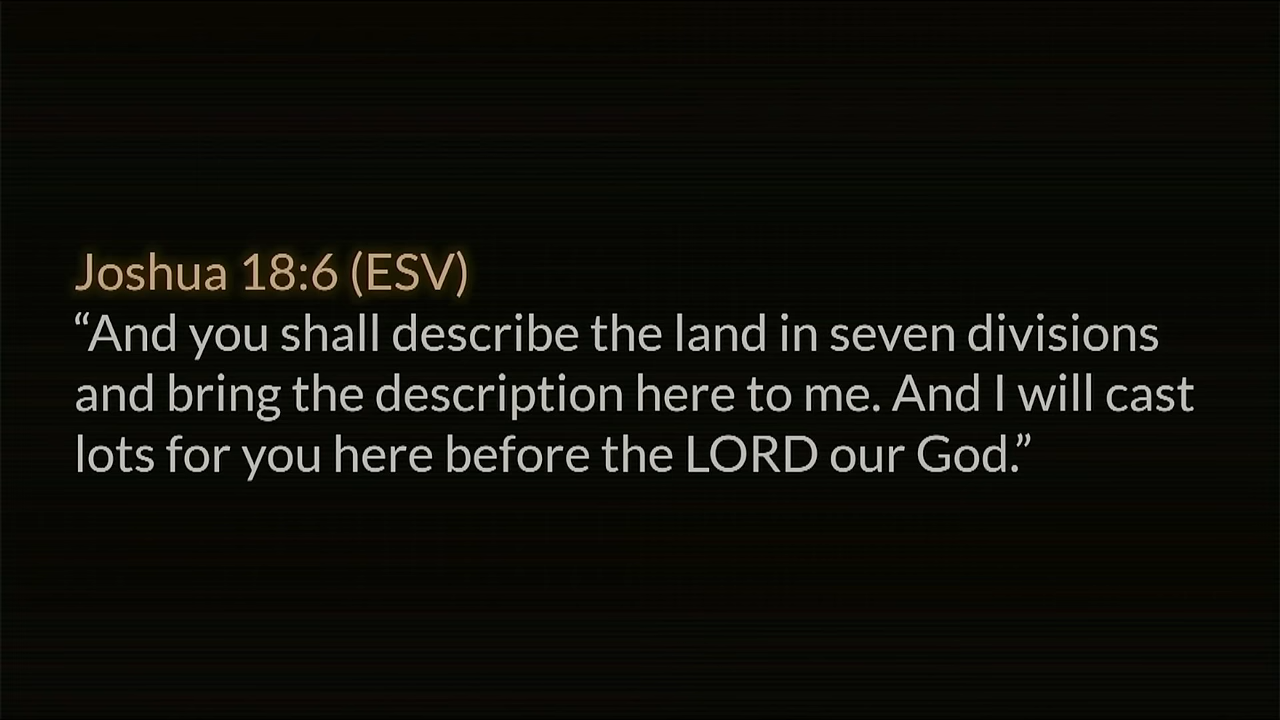 Joshua 18:6 (ESV)
“And you shall describe the land in seven divisions
and bring the description here to me. And I will cast
lots for you here before the LORD our God.”